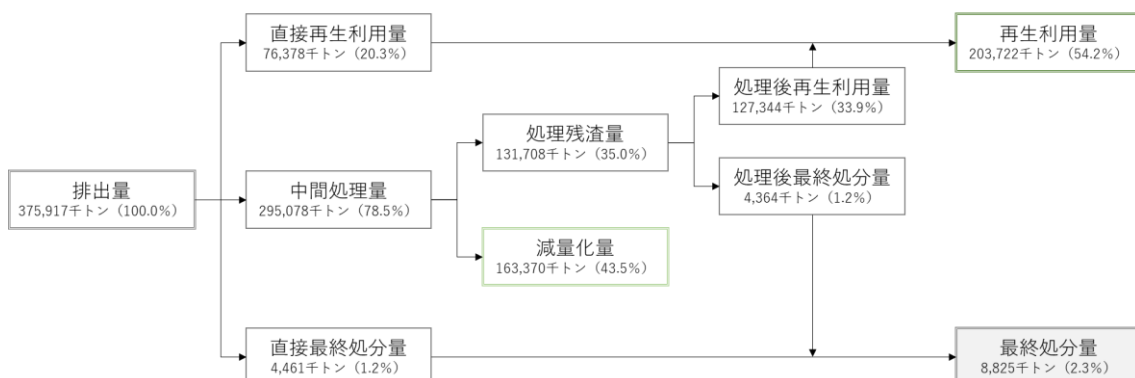 直接再生利用量
76,378千トン（20.3%）
再生利用量
203,722千トン（54.2%）
処理後再生利用量
127,344千トン（33.9%）
処理残渣量
131,708千トン（35.0%）
排出量
375,917千トン（100.0%）
中間処理量
295,078千トン（78.5%）
処理後最終処分量
4,364千トン（1.2%）
減量化量
163,370千トン（43.5%）
直接最終処分量
4,461千トン（1.2%）
最終処分量
8,825千トン（2.3%）